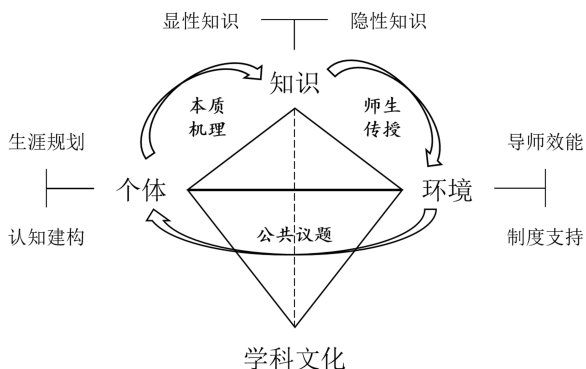 显性知识 隐性知识
知识
本质
机理
师生
传授
生涯规划
导师效能
个体
环境
认知建构
公共议题
制度支持
学科文化